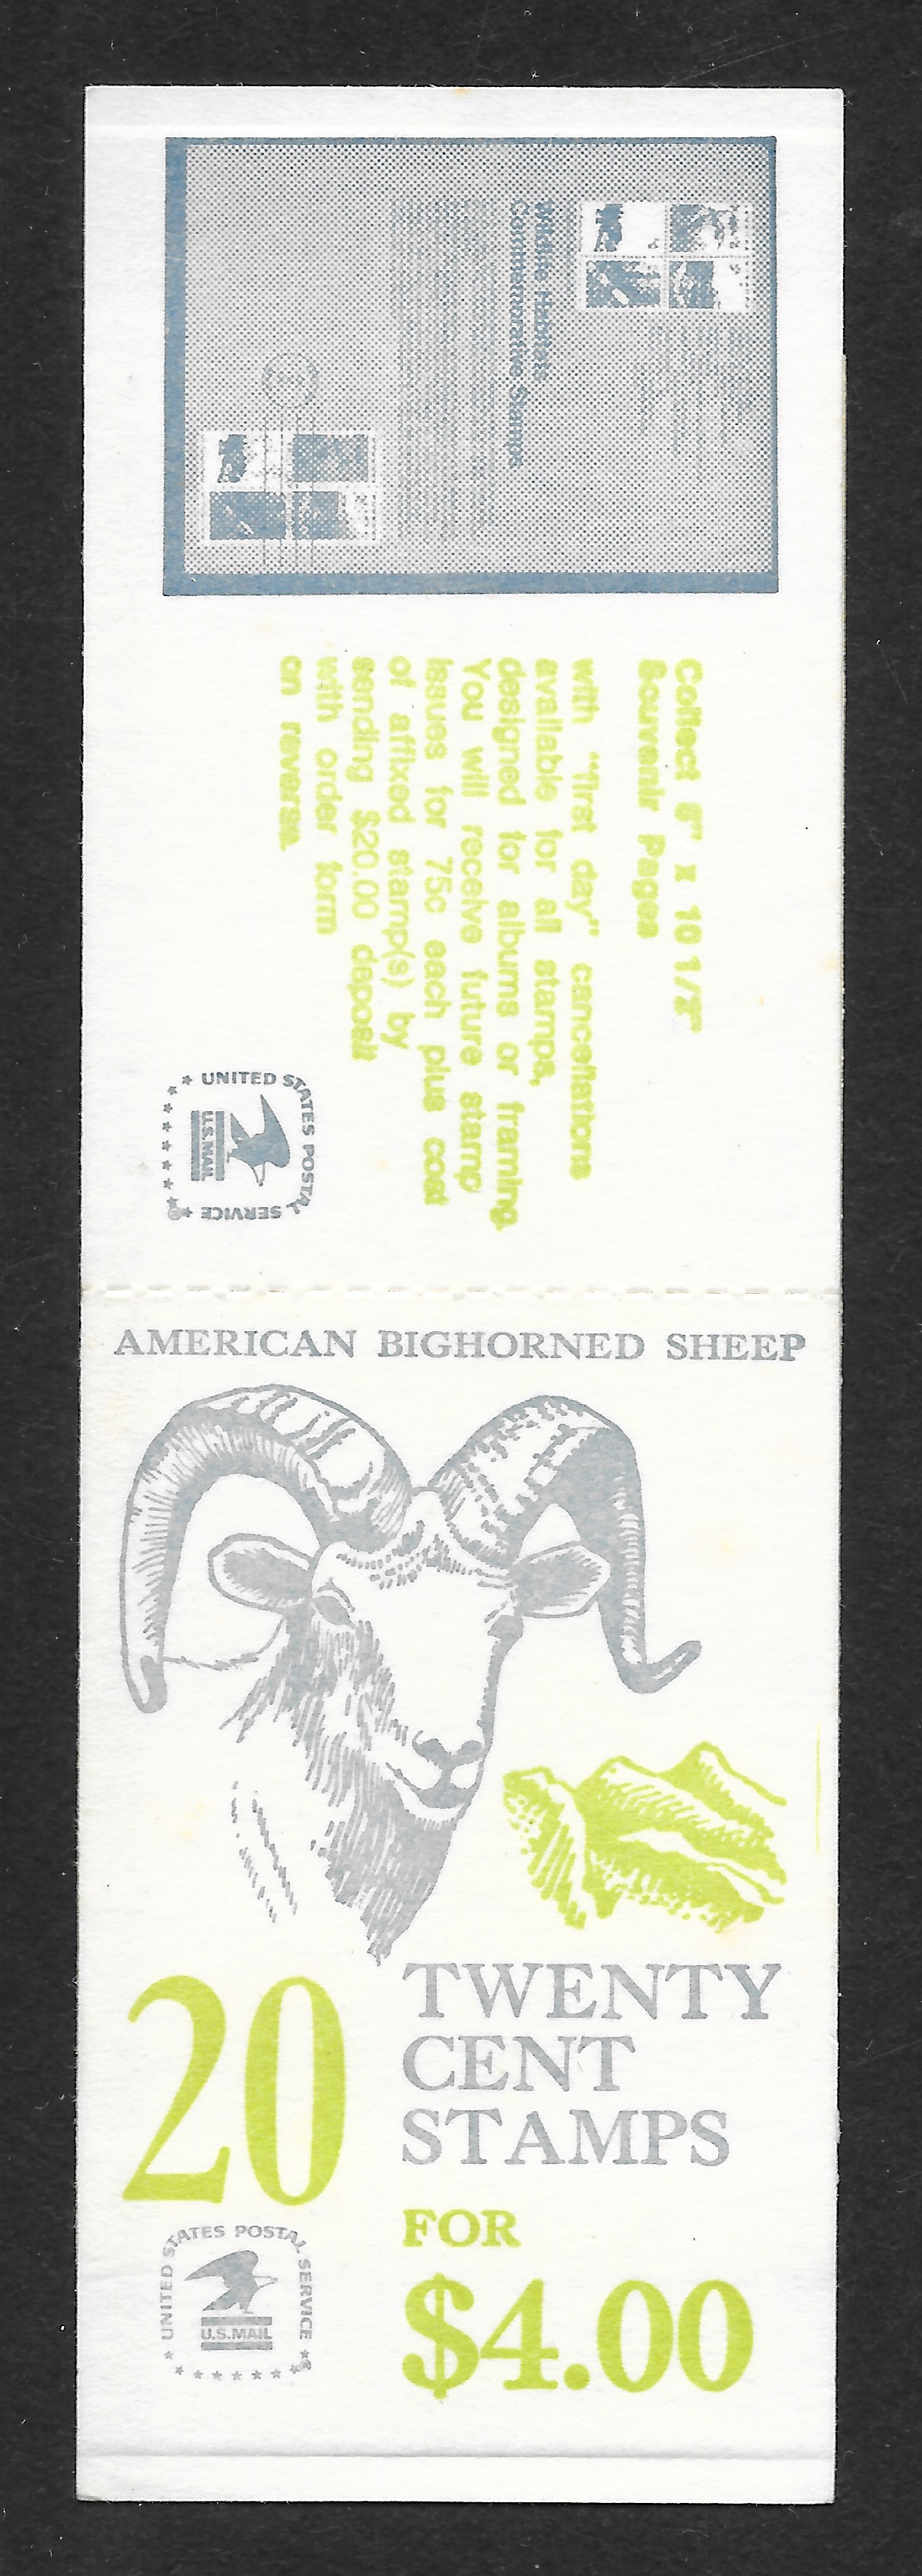 Wildlife Habitats
Commemorative Stamps
Collect 8" x 10 1/2"
Souvenir Pages
with "first day" cancellations
available for all stamps,
designed for albums or framing.
You will receive future stamp
issues for 75c each plus cost
of affixed stamp(s) by
sending $20.00 deposit
with order form
on reverse.
UNITED STATES POSTAL SERVICE
U.S.MAIL
AMERICAN BIGHORNED SHEEP
20
TWENTY
CENT
STAMPS
FOR
$4.00
UNITED STATES POSTAL SERVICE
U.S.MAIL